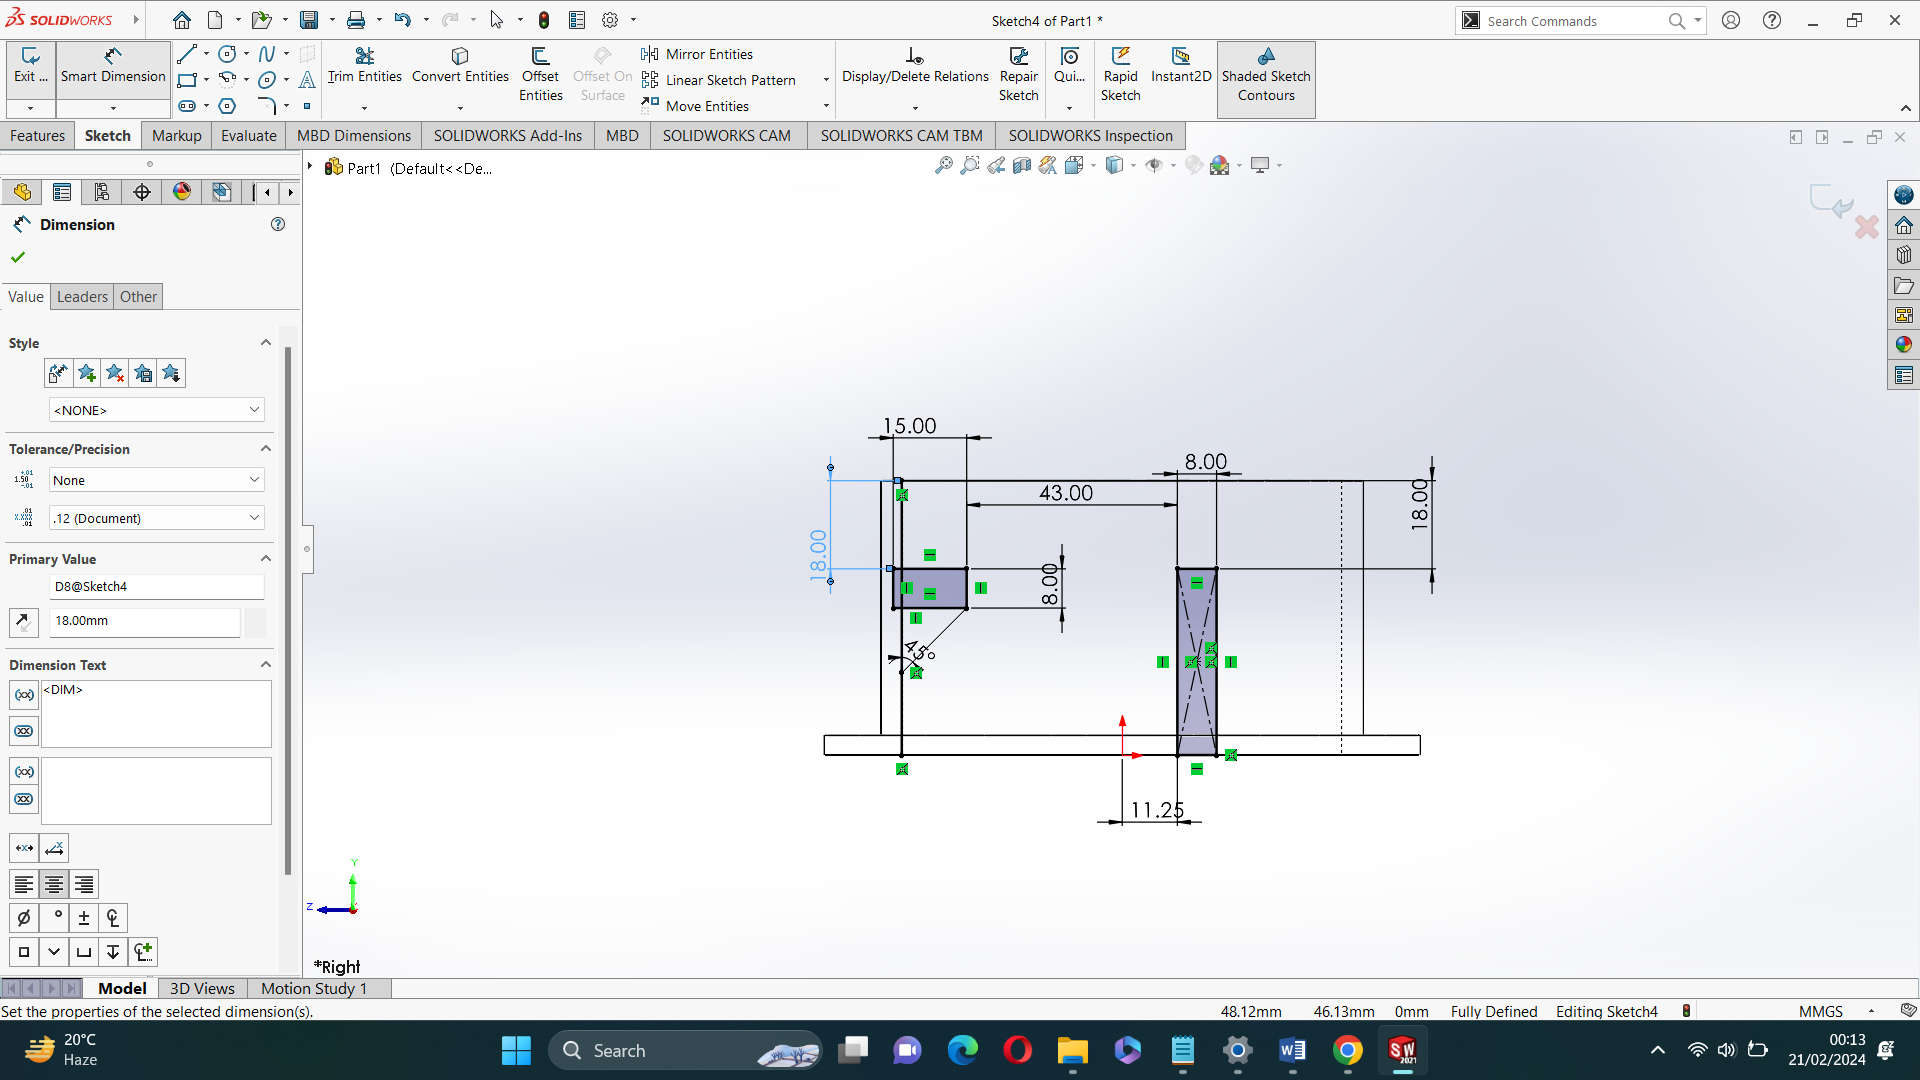 SOLIDWORKS
Sketch4 of Part1 *
Search Commands
Exit ...
Smart Dimension
Trim Entities
Convert Entities
Offset Entities
Offset On Surface
Mirror Entities
Linear Sketch Pattern
Move Entities
Display/Delete Relations
Repair Sketch
Qui...
Rapid Sketch
Instant2D
Shaded Sketch Contours
Features
Sketch
Markup
Evaluate
MBD Dimensions
SOLIDWORKS Add-Ins
MBD
SOLIDWORKS CAM
SOLIDWORKS CAM TBM
SOLIDWORKS Inspection
Part1 (Default<<De...
Dimension
Value
Leaders
Other
Style
<NONE>
Tolerance/Precision
None
.12 (Document)
Primary Value
D8@Sketch4
18.00mm
Dimension Text
<DIM>
15.00
8.00
43.00
18.00
18.00
8.00
45°
11.25
Y
Z
*Right
Model
3D Views
Motion Study 1
Set the properties of the selected dimension(s).
48.12mm
46.13mm
0mm
Fully Defined
Editing Sketch4
MMGS
20°C
Haze
Search
SW
2021
00:13
21/02/2024